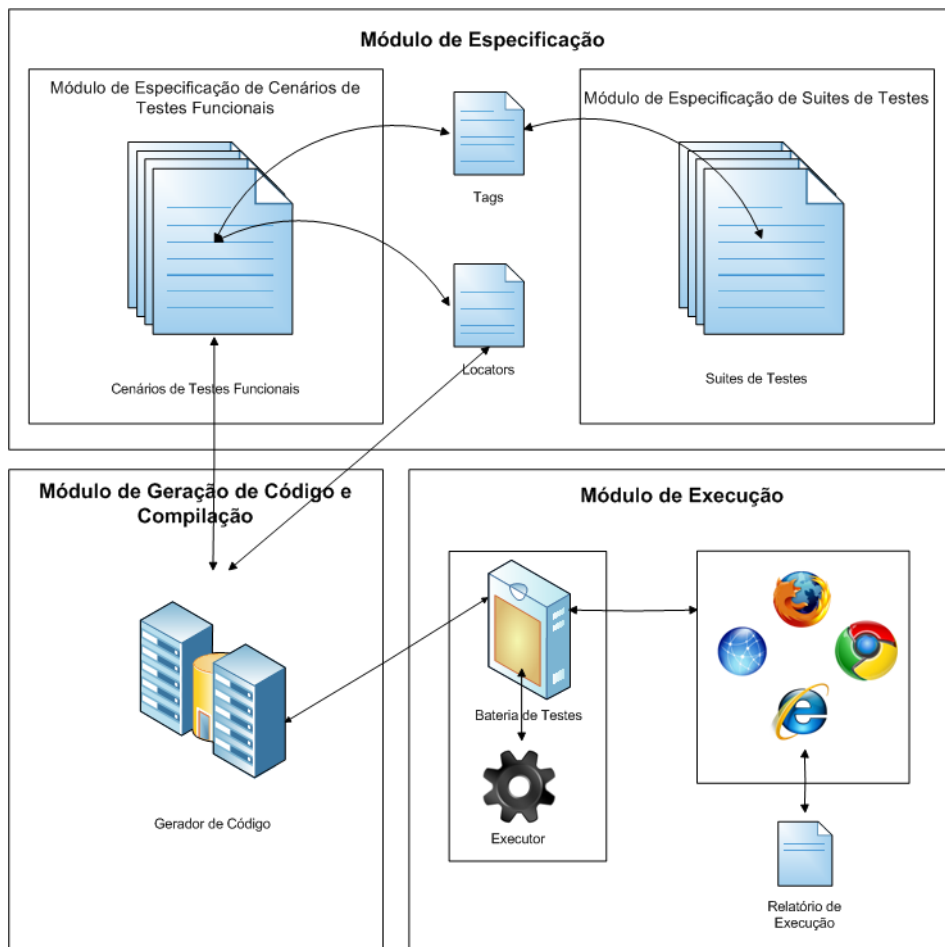 Módulo de Especificação
Módulo de Especificação de Cenários de
Testes Funcionais
Módulo de Especificação de Suites de Testes
Tags
Locators
Cenários de Testes Funcionais
Suites de Testes
Módulo de Geração de Código e
Compilação
Gerador de Código
Módulo de Execução
Bateria de Testes
Executor
Relatório de
Execução